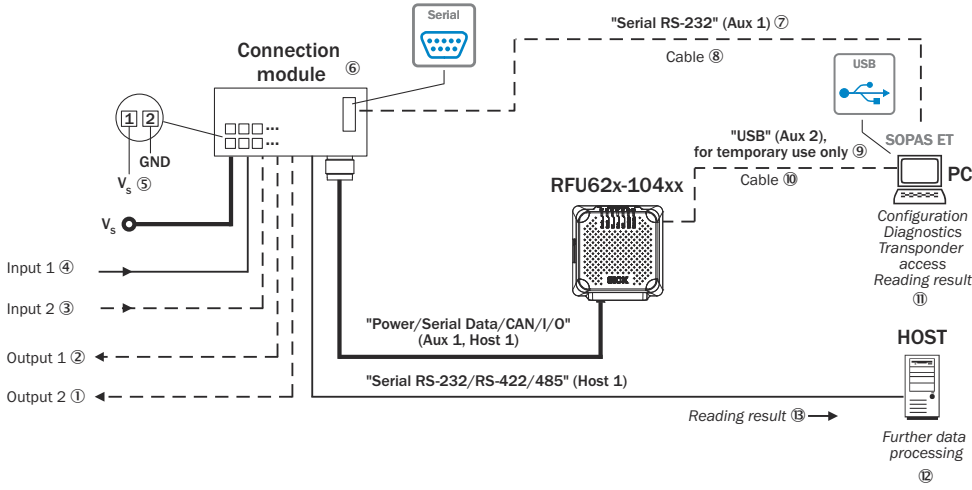 Serial
"Serial RS-232" (Aux 1) ⑦
Cable ⑧
Connection
module ⑥
USB
1 2
GND
Vs ⑤
"USB" (Aux 2),
for temporary use only ⑨
SOPAS ET
Cable ⑩
PC
RFU62x-104xx
Vs
Configuration
Diagnostics
Transponder
access
Reading result
⑪
Input 1 ④
SICK
Input 2 ③
"Power/Serial Data/CAN/I/O"
(Aux 1, Host 1)
HOST
Output 1 ②
"Serial RS-232/RS-422/485" (Host 1)
Output 2 ①
Reading result ⑬
Further data
processing
⑫